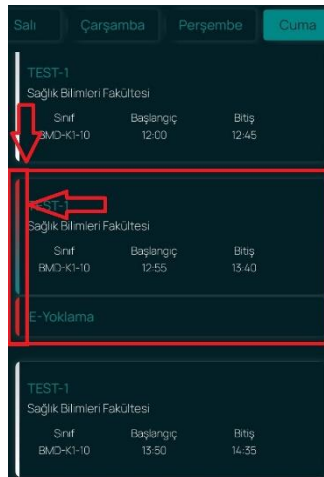 Salı Çarşamba Perşembe Cuma
TEST-1
Sağlık Bilimleri Fakültesi
Sınıf Başlangıç Bitiş
BMD-K1-10 12:00 12:45
TEST-1
Sağlık Bilimleri Fakültesi
Sınıf Başlangıç Bitiş
BMD-K1-10 12:55 13:40
E-Yoklama
TEST-1
Sağlık Bilimleri Fakültesi
Sınıf Başlangıç Bitiş
BMD-K1-10 13:50 14:35